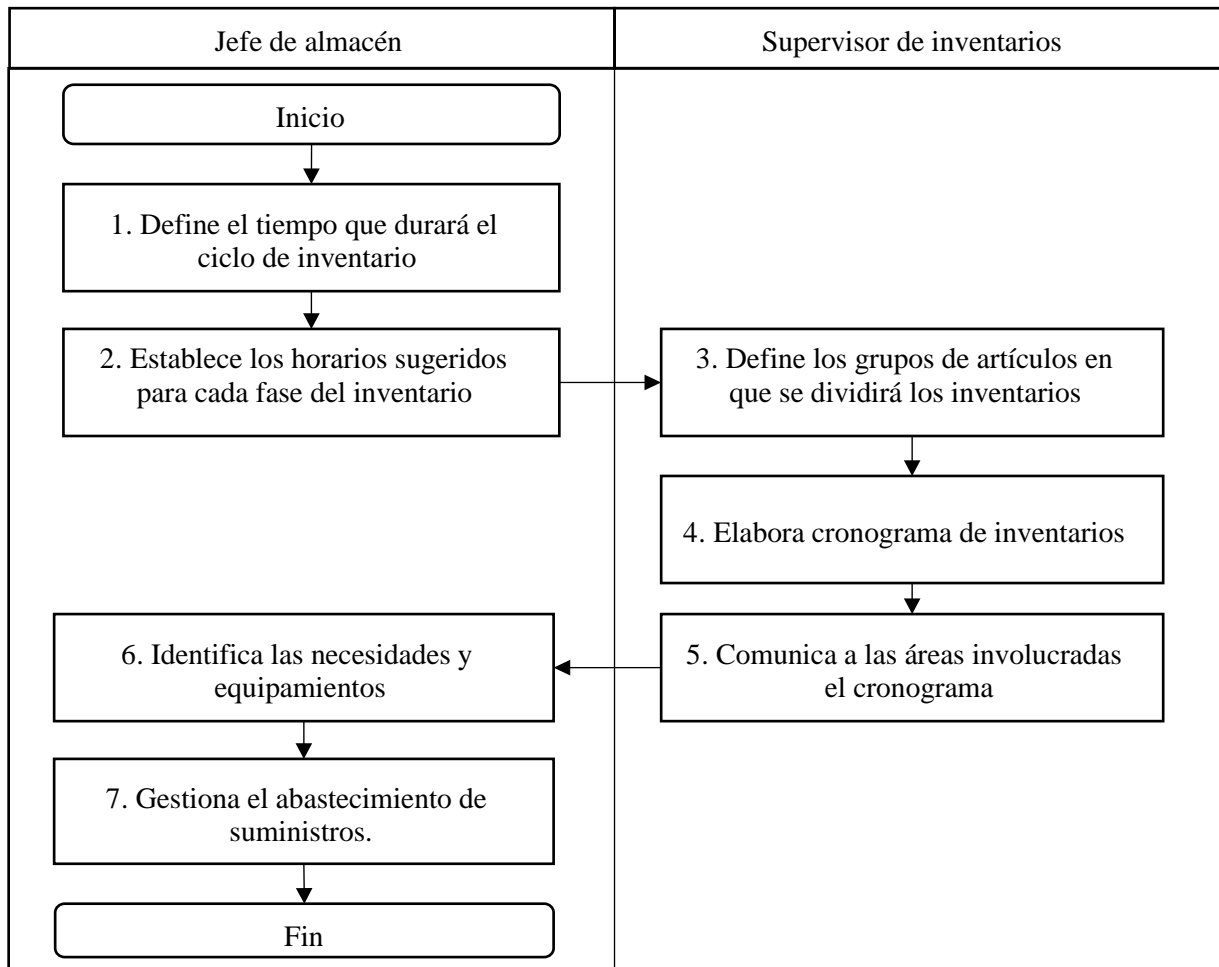 Jefe de almacén
Supervisor de inventarios
Inicio
1. Define el tiempo que durará el
ciclo de inventario
2. Establece los horarios sugeridos
para cada fase del inventario
3. Define los grupos de artículos en
que se dividirá los inventarios
4. Elabora cronograma de inventarios
5. Comunica a las áreas involucradas
el cronograma
6. Identifica las necesidades y
equipamientos
7. Gestiona el abastecimiento de
suministros.
Fin